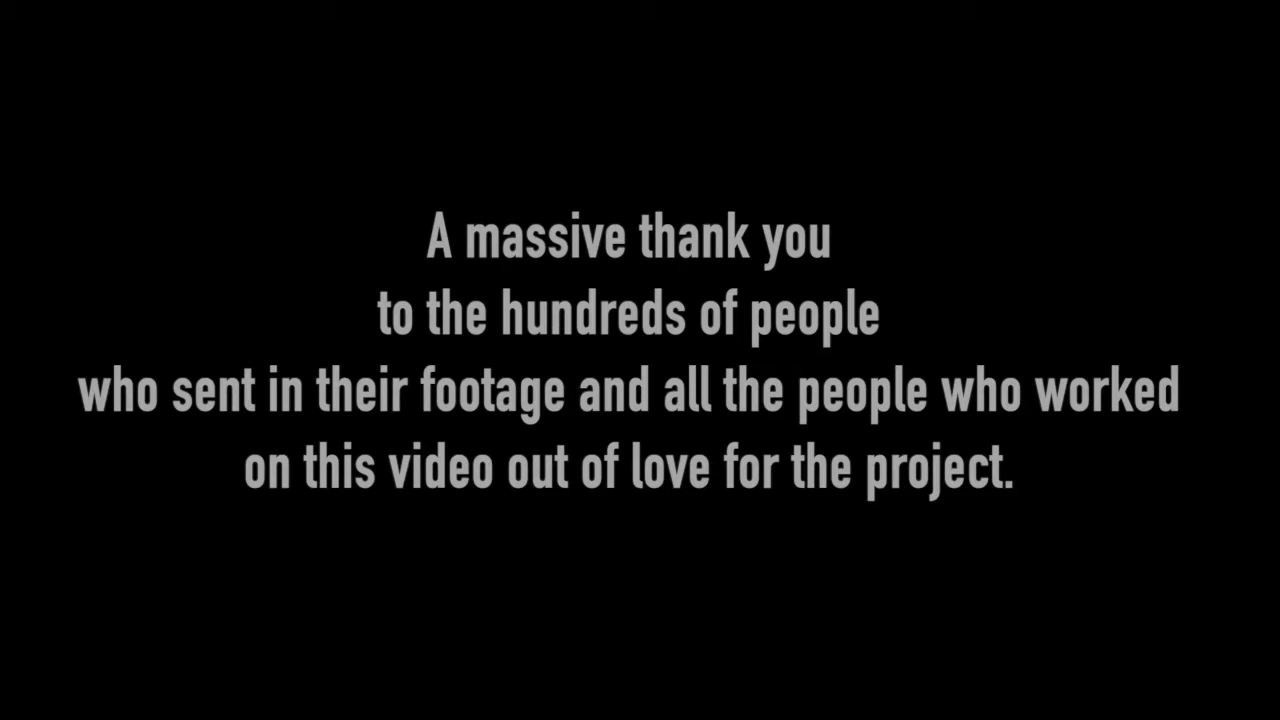 A massive thank you
to the hundreds of people
who sent in their footage and all the people who worked
on this video out of love for the project.